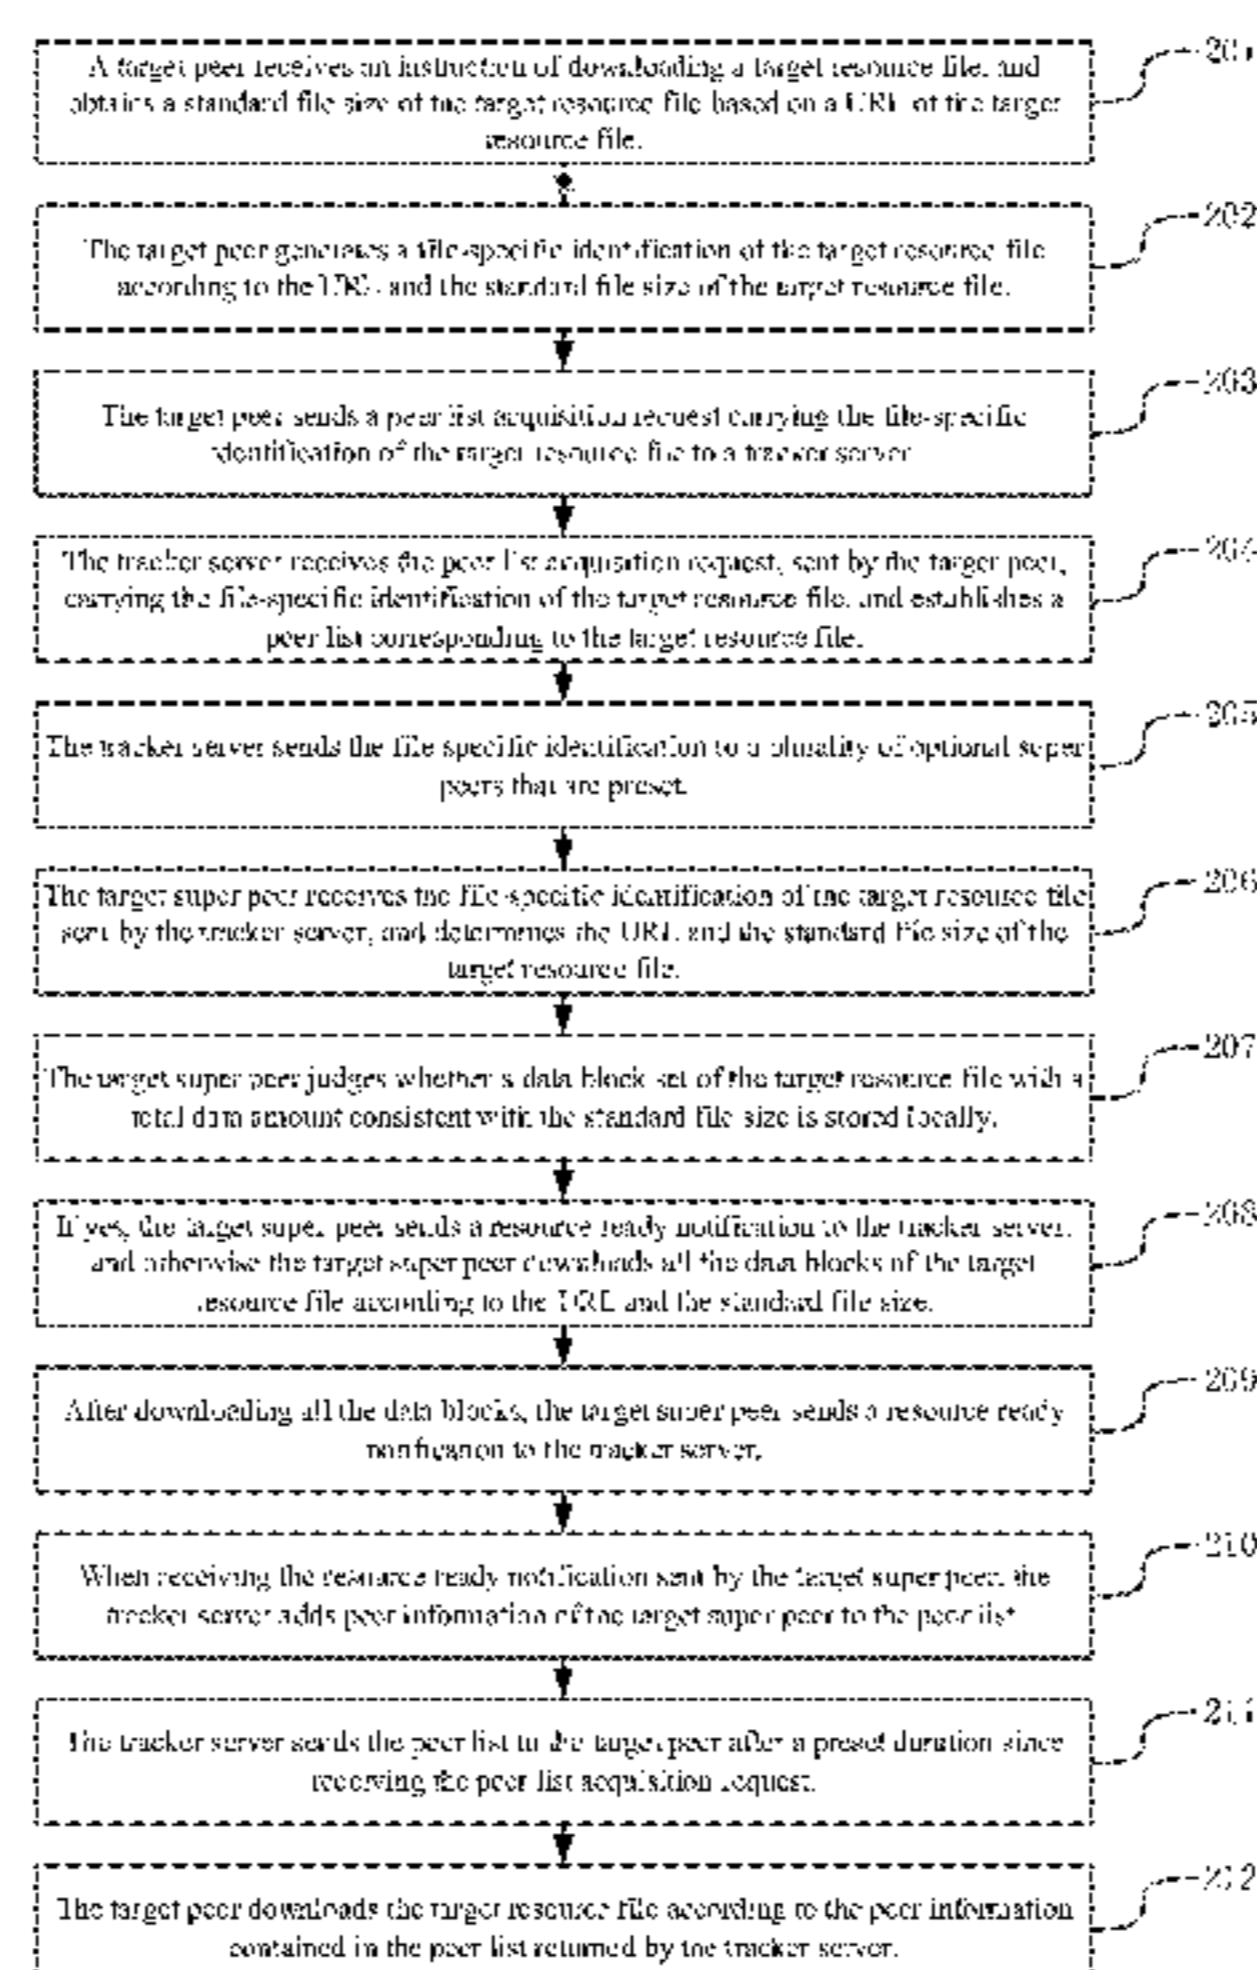 201
A target peer receives an instruction of downloading a target resource file, and
obtains a standard file size of the target resource file based on a URL of the target
resource file.
202
The target peer generates a file-specific identification of the target resource file
according to the URL and the standard file size of the target resource file.
203
The target peer sends a peer list acquisition request carrying the file-specific
identification of the target resource file to a tracker server
204
The tracker server receives the peer list acquisition request, sent by the target peer,
carrying the file-specific identification of the target resource file, and establishes a
peer list corresponding to the target resource file.
205
The tracker server sends the file specific identification to a plurality of optional super
peers that are preset.
206
The target super peer receives the file-specific identification of the target resource file
sent by the tracker server, and determines the URL and the standard file size of the
target resource file.
207
The target super peer judges whether a data block set of the target resource file with a
total data amount consistent with the standard file size is stored locally.
208
If yes, the target super peer sends a resource ready notification to the tracker server,
and otherwise the target super peer downloads all the data blocks of the target
resource file according to the URL and the standard file size.
209
After downloading all the data blocks, the target super peer sends a resource ready
notification to the tracker server.
210
When receiving the resource ready notification sent by the target super peer, the
tracker server adds peer information of the target super peer to the peer list
211
The tracker server sends the peer list to the target peer after a preset duration since
receiving the peer list acquisition request.
212
The target peer downloads the target resource file according to the peer information
contained in the peer list returned by the tracker server.